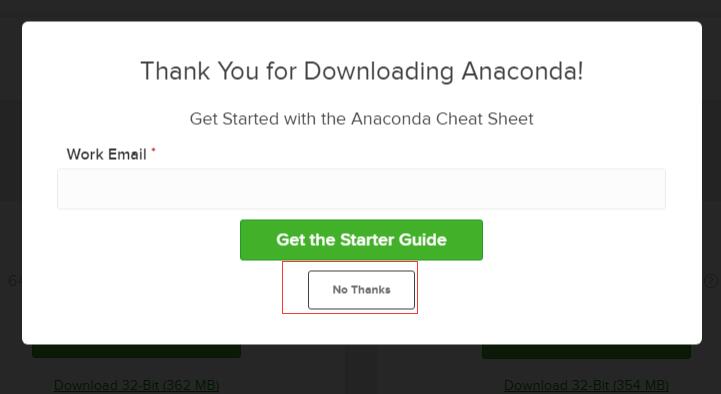 Thank You for Downloading Anaconda!
Get Started with the Anaconda Cheat Sheet
Work Email *
Get the Starter Guide
No Thanks
64
Download 32-Bit (362 MB)
Download 32-Bit (354 MB)